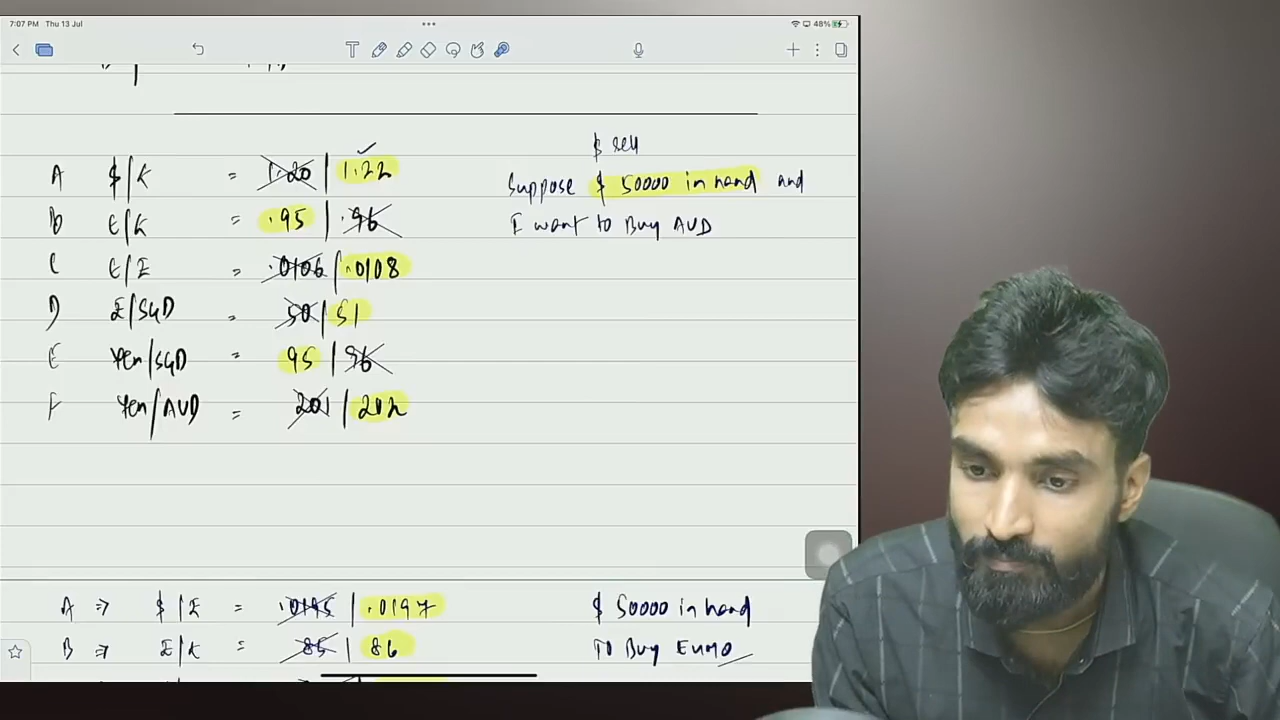 7:07 PM Thu 13 Jul
48%
$ sell
A $/K = 1.20 | 1.22
Suppose $ 50000 in hand and
B E/K = .95 | .96
I want to Buy AUD
C E/I = .0106 | .0108
D I/SGD = 50 | 51
E Yen/SGD = 95 | 96
F Yen/AUD = 201 | 202
A ⇒ $/I = .0195 | .0197
$ 50000 in hand
B ⇒ I/K = 85 | 86
To Buy EURO